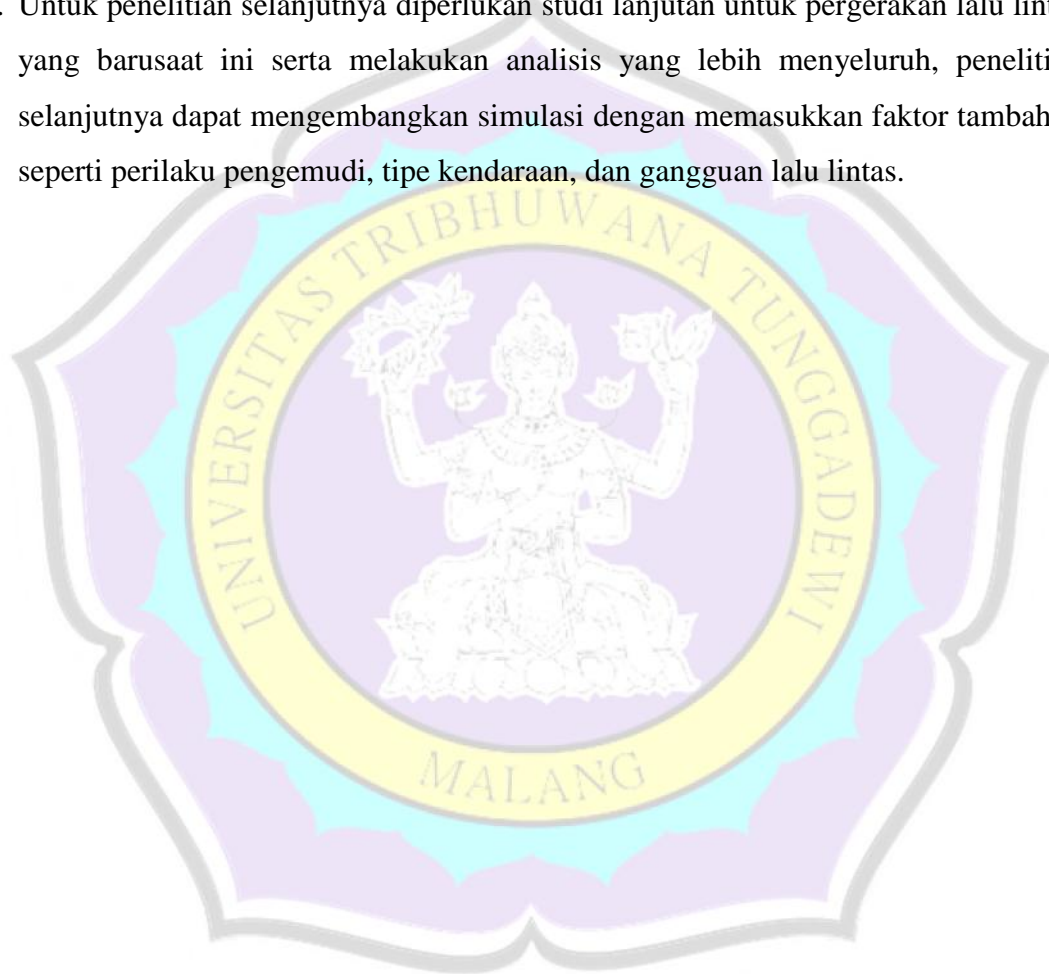 . Untuk penelitian selanjutnya diperlukan studi lanjutan untuk pergerakan lalu lint
yang barusaat ini serta melakukan analisis yang lebih menyeluruh, peneliti
selanjutnya dapat mengembangkan simulasi dengan memasukkan faktor tambah
seperti perilaku pengemudi, tipe kendaraan, dan gangguan lalu lintas.
UNIVERSITAS TRIBHUWANA TUNGGADEWI
MALANG